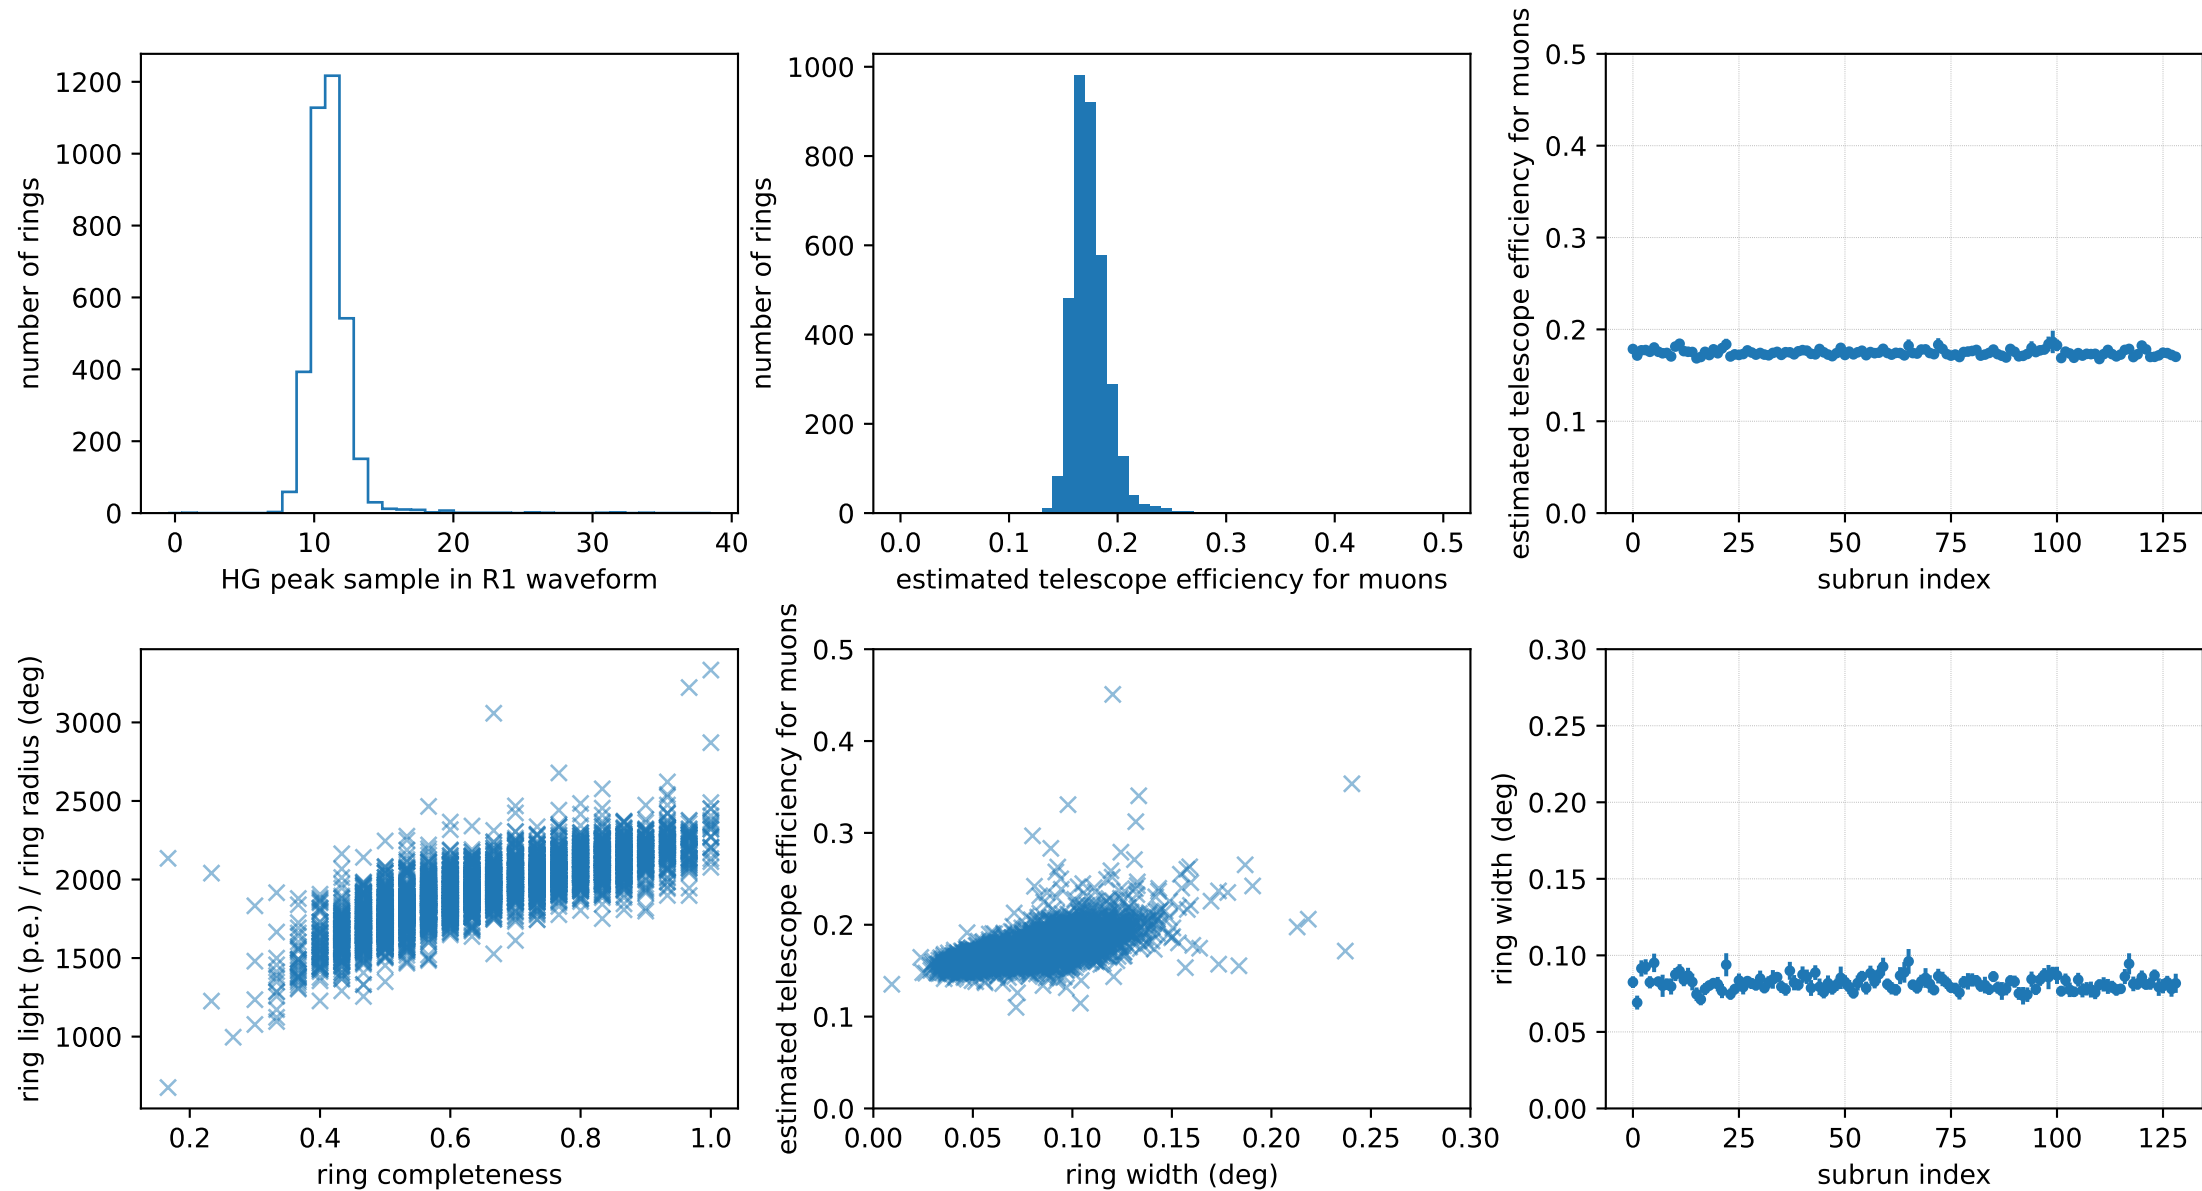 number of rings
1200
1000
800
600
400
200
0
0 10 20 30 40
HG peak sample in R1 waveform
number of rings
1000
800
600
400
200
0
0.0 0.1 0.2 0.3 0.4 0.5
estimated telescope efficiency for muons
estimated telescope efficiency for muons
0.5
0.4
0.3
0.2
0.1
0.0
0 25 50 75 100 125
subrun index
ring light (p.e.) / ring radius (deg)
3000
2500
2000
1500
1000
0.2 0.4 0.6 0.8 1.0
ring completeness
estimated telescope efficiency for muons
0.5
0.4
0.3
0.2
0.1
0.0
0.00 0.05 0.10 0.15 0.20 0.25 0.30
ring width (deg)
ring width (deg)
0.30
0.25
0.20
0.15
0.10
0.05
0.00
0 25 50 75 100 125
subrun index